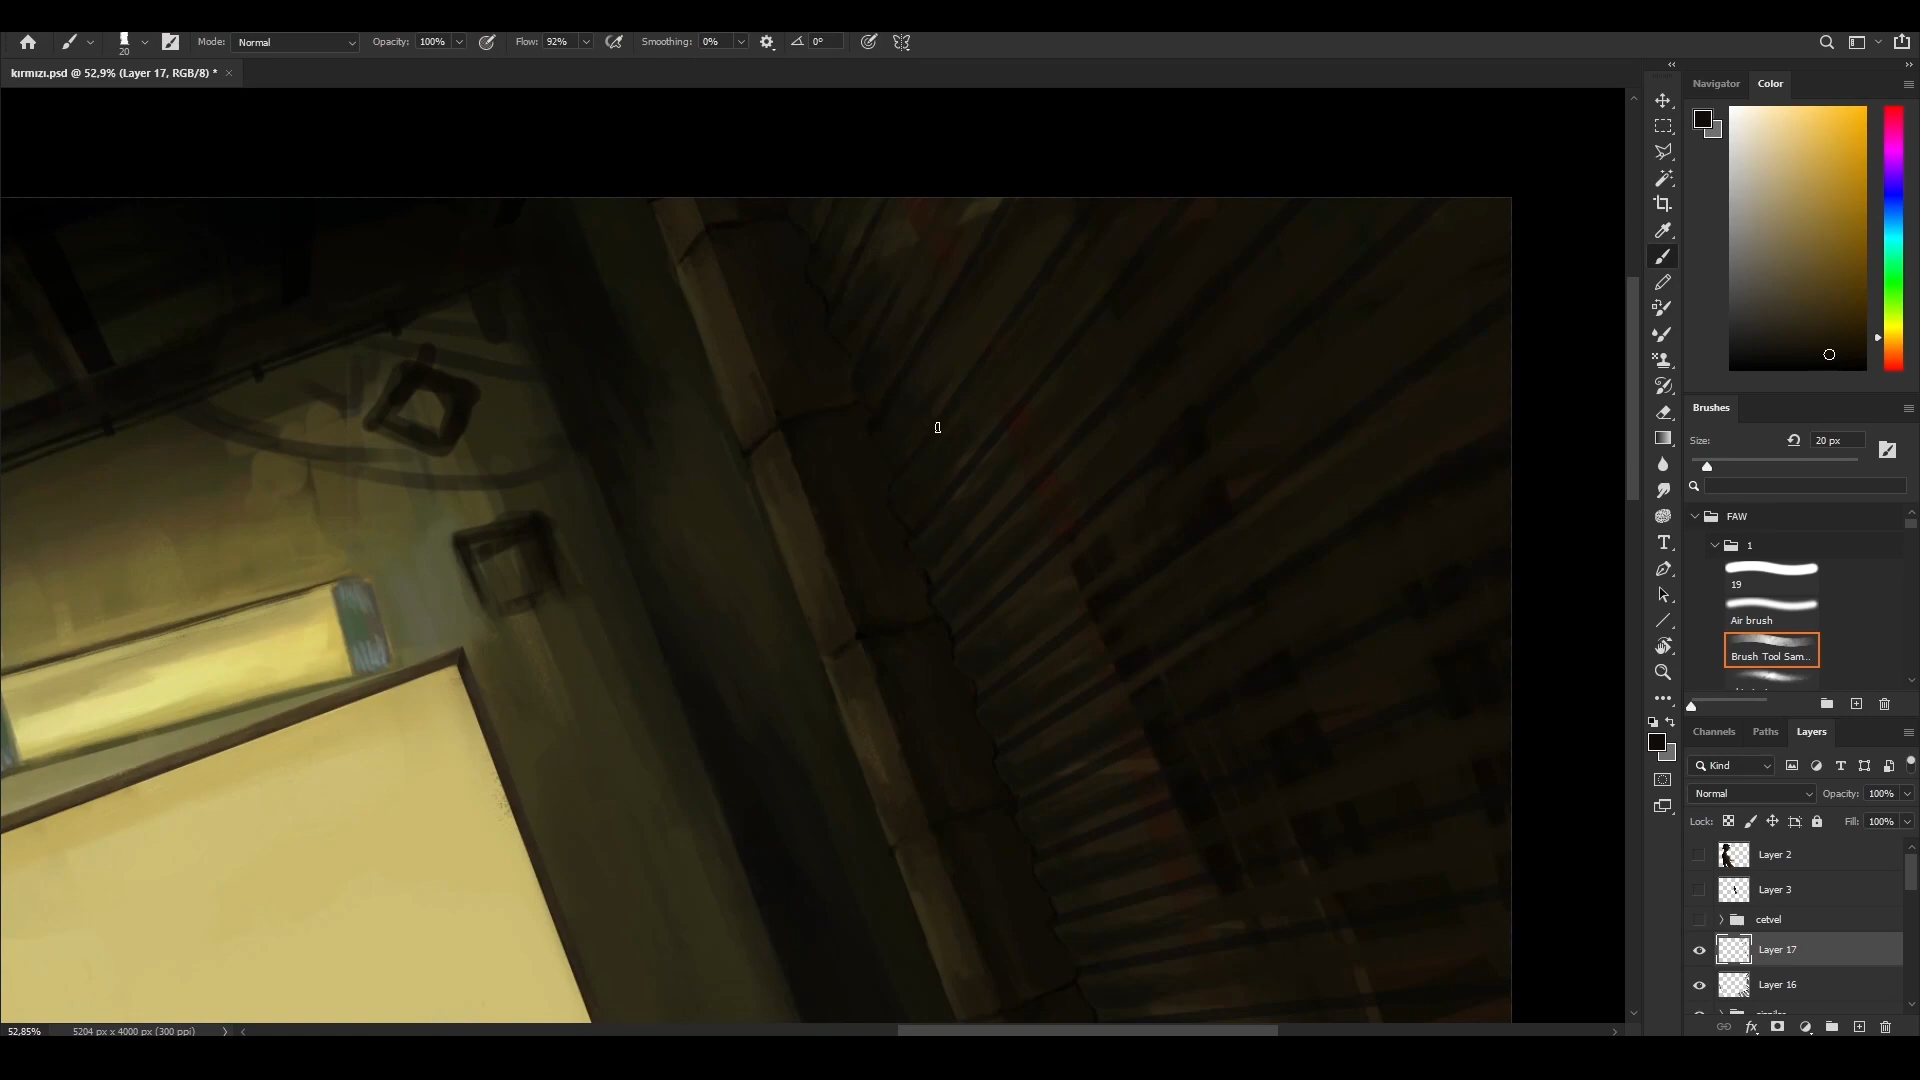 20
Mode: Normal
Opacity: 100%
Flow: 92%
Smoothing: 0%
0°
kırmızı.psd @ 52,9% (Layer 17, RGB/8) *
Navigator
Color
Brushes
Size:
20 px
FAW
1
19
Air brush
Brush Tool Sam...
Channels
Paths
Layers
Kind
Normal
Opacity: 100%
Lock:
Fill: 100%
Layer 2
Layer 3
cetvel
Layer 17
Layer 16
52,85%
5204 px x 4000 px (300 ppi)